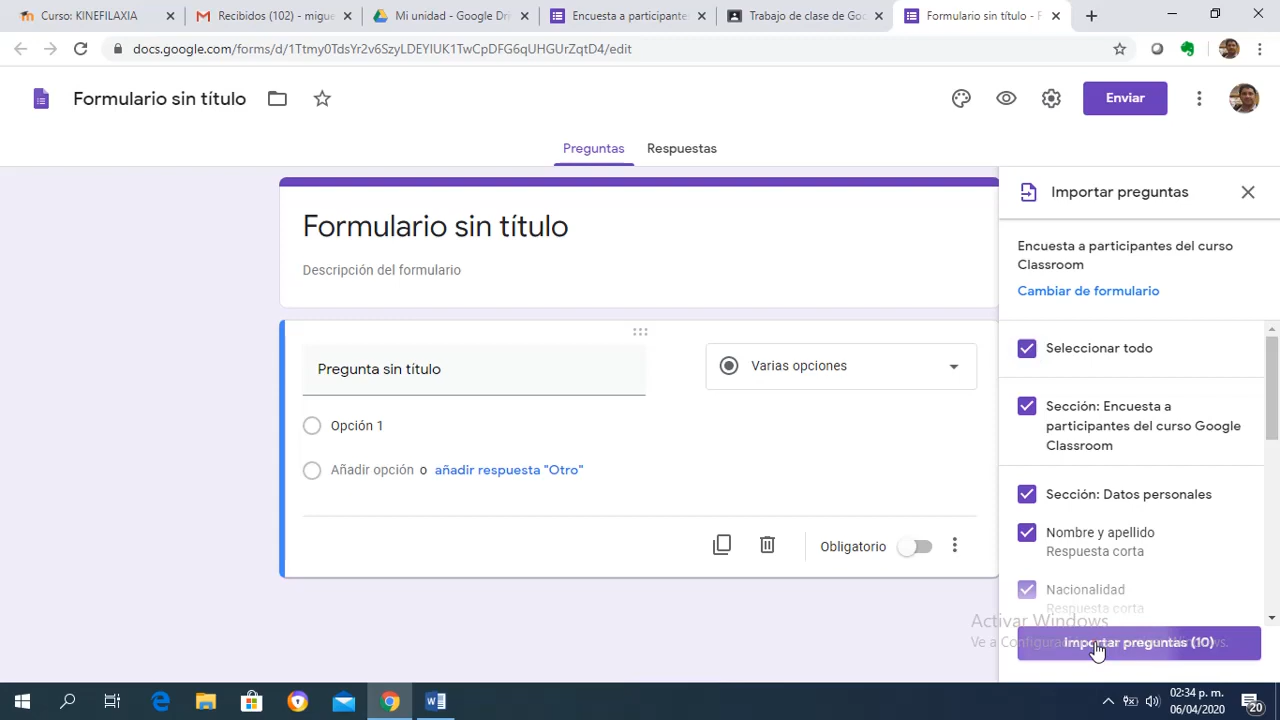 Curso: KINEFILAXIA
Recibidos (102) - migue
Mi unidad - Google Dri
Encuesta a participante
Trabajo de clase de Goo
Formulario sin título - F
docs.google.com/forms/d/1Ttmy0TdsYr2v6SzyLDEYIUK1TwCpDFG6qUHGUrZqtD4/edit
Formulario sin título
Enviar
Preguntas
Respuestas
Formulario sin título
Descripción del formulario
Pregunta sin título
Varias opciones
Opción 1
Añadir opción o añadir respuesta "Otro"
Obligatorio
Importar preguntas
Encuesta a participantes del curso
Classroom
Cambiar de formulario
Seleccionar todo
Sección: Encuesta a
participantes del curso Google
Classroom
Sección: Datos personales
Nombre y apellido
Respuesta corta
Nacionalidad
Respuesta corta
Activar Windows
Importar preguntas (10)
02:34 p. m.
06/04/2020
20